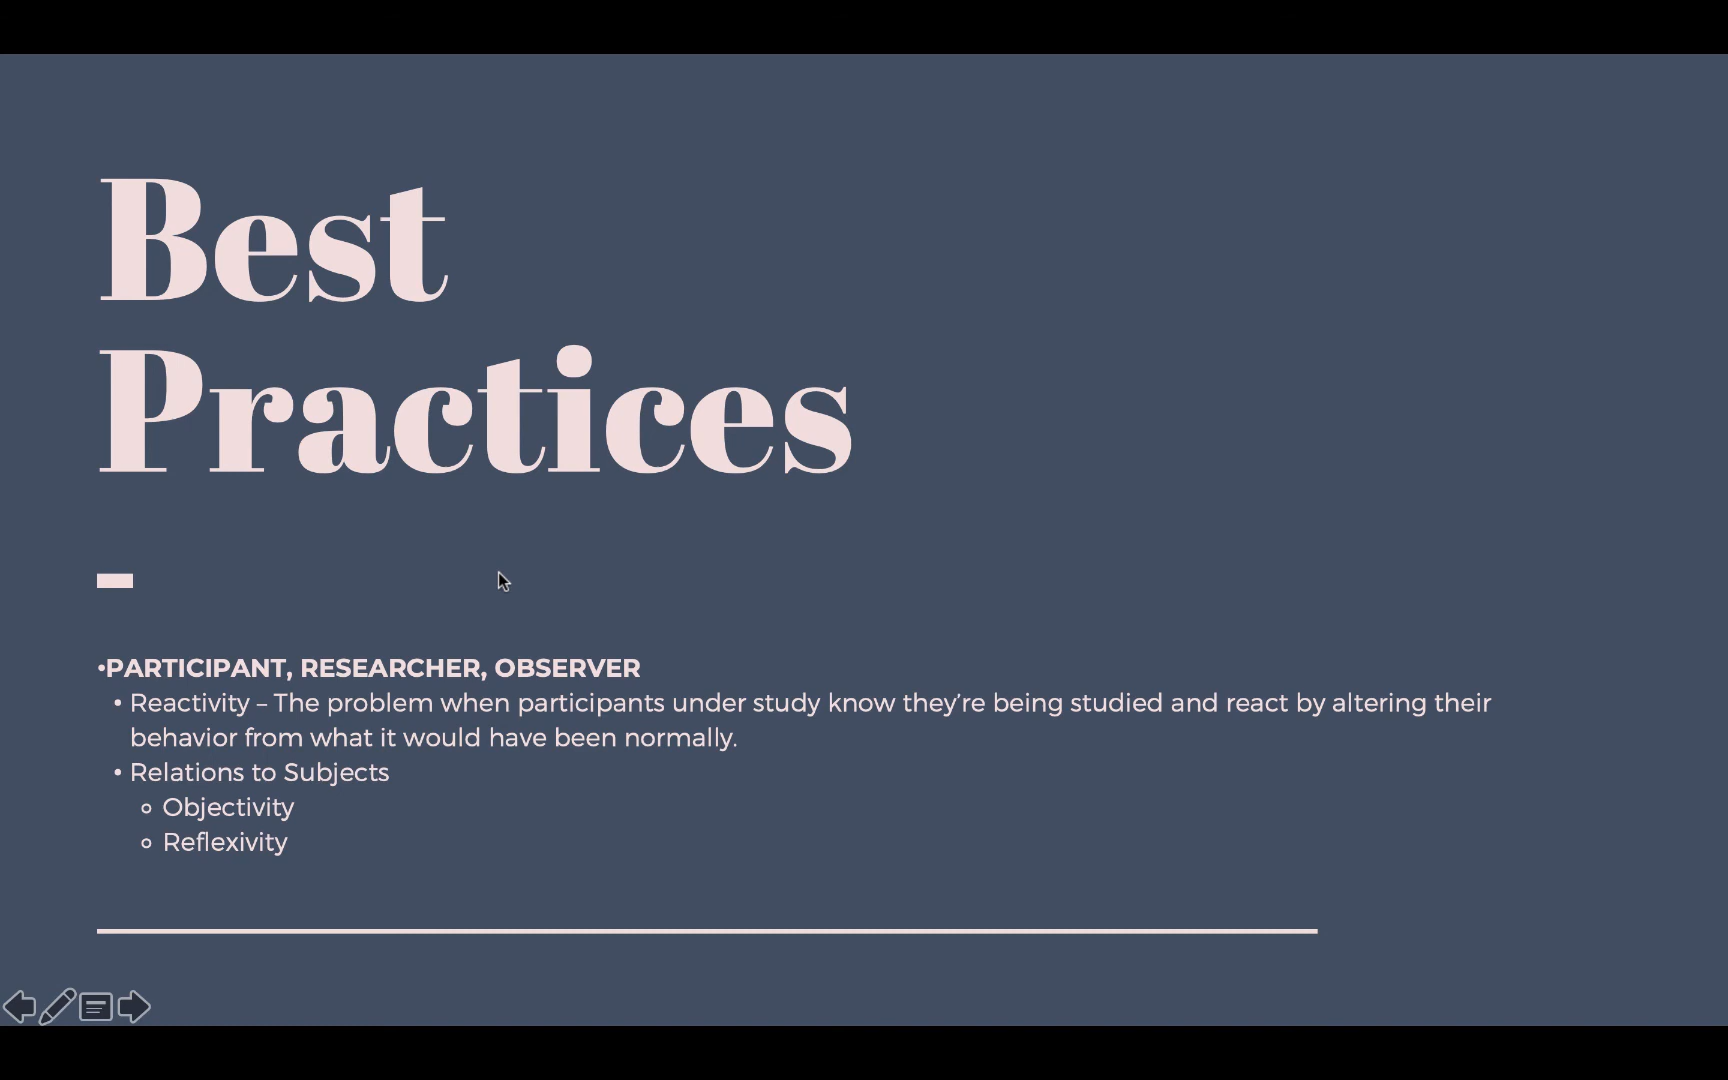 Best
Practices
•PARTICIPANT, RESEARCHER, OBSERVER
• Reactivity – The problem when participants under study know they’re being studied and react by altering their
behavior from what it would have been normally.
• Relations to Subjects
○ Objectivity
○ Reflexivity